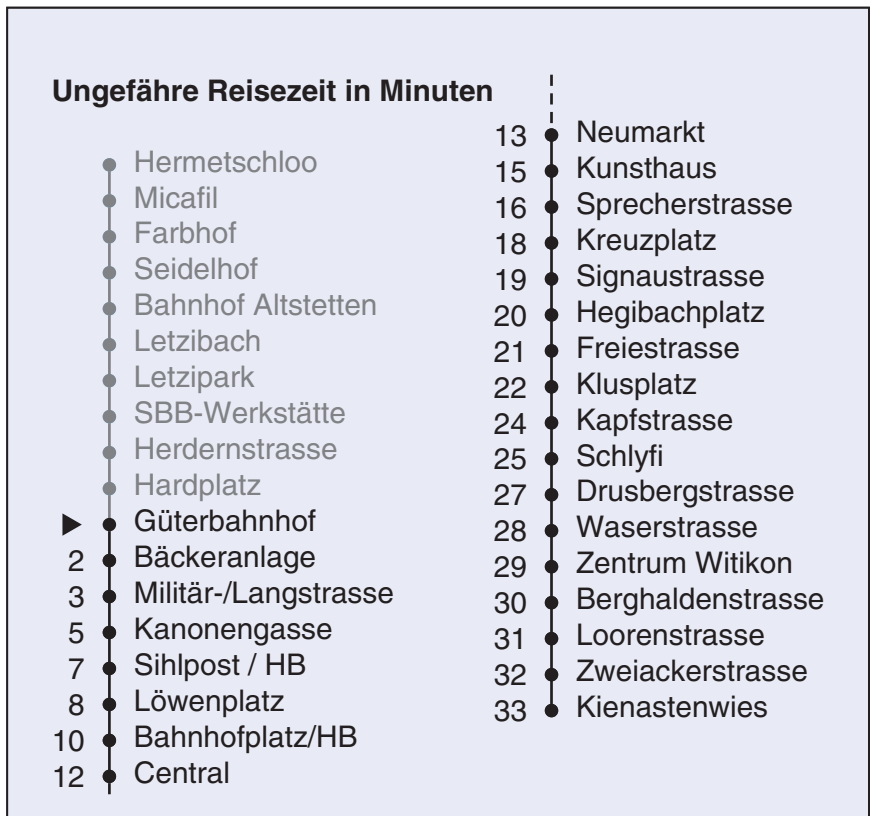 Ungefähre Reisezeit in Minuten
Hermetschloo
Micafil
Farbhof
Seidelhof
Bahnhof Altstetten
Letzibach
Letzipark
SBB-Werkstätte
Herdernstrasse
Hardplatz
Güterbahnhof
2 Bäckeranlage
3 Militär-/Langstrasse
5 Kanonengasse
7 Sihlpost / HB
8 Löwenplatz
10 Bahnhofplatz/HB
12 Central
13 Neumarkt
15 Kunsthaus
16 Sprecherstrasse
18 Kreuzplatz
19 Signaustrasse
20 Hegibachplatz
21 Freiestrasse
22 Klusplatz
24 Kapfstrasse
25 Schlyfi
27 Drusbergstrasse
28 Waserstrasse
29 Zentrum Witikon
30 Berghaldenstrasse
31 Loorenstrasse
32 Zweiackerstrasse
33 Kienastenwies